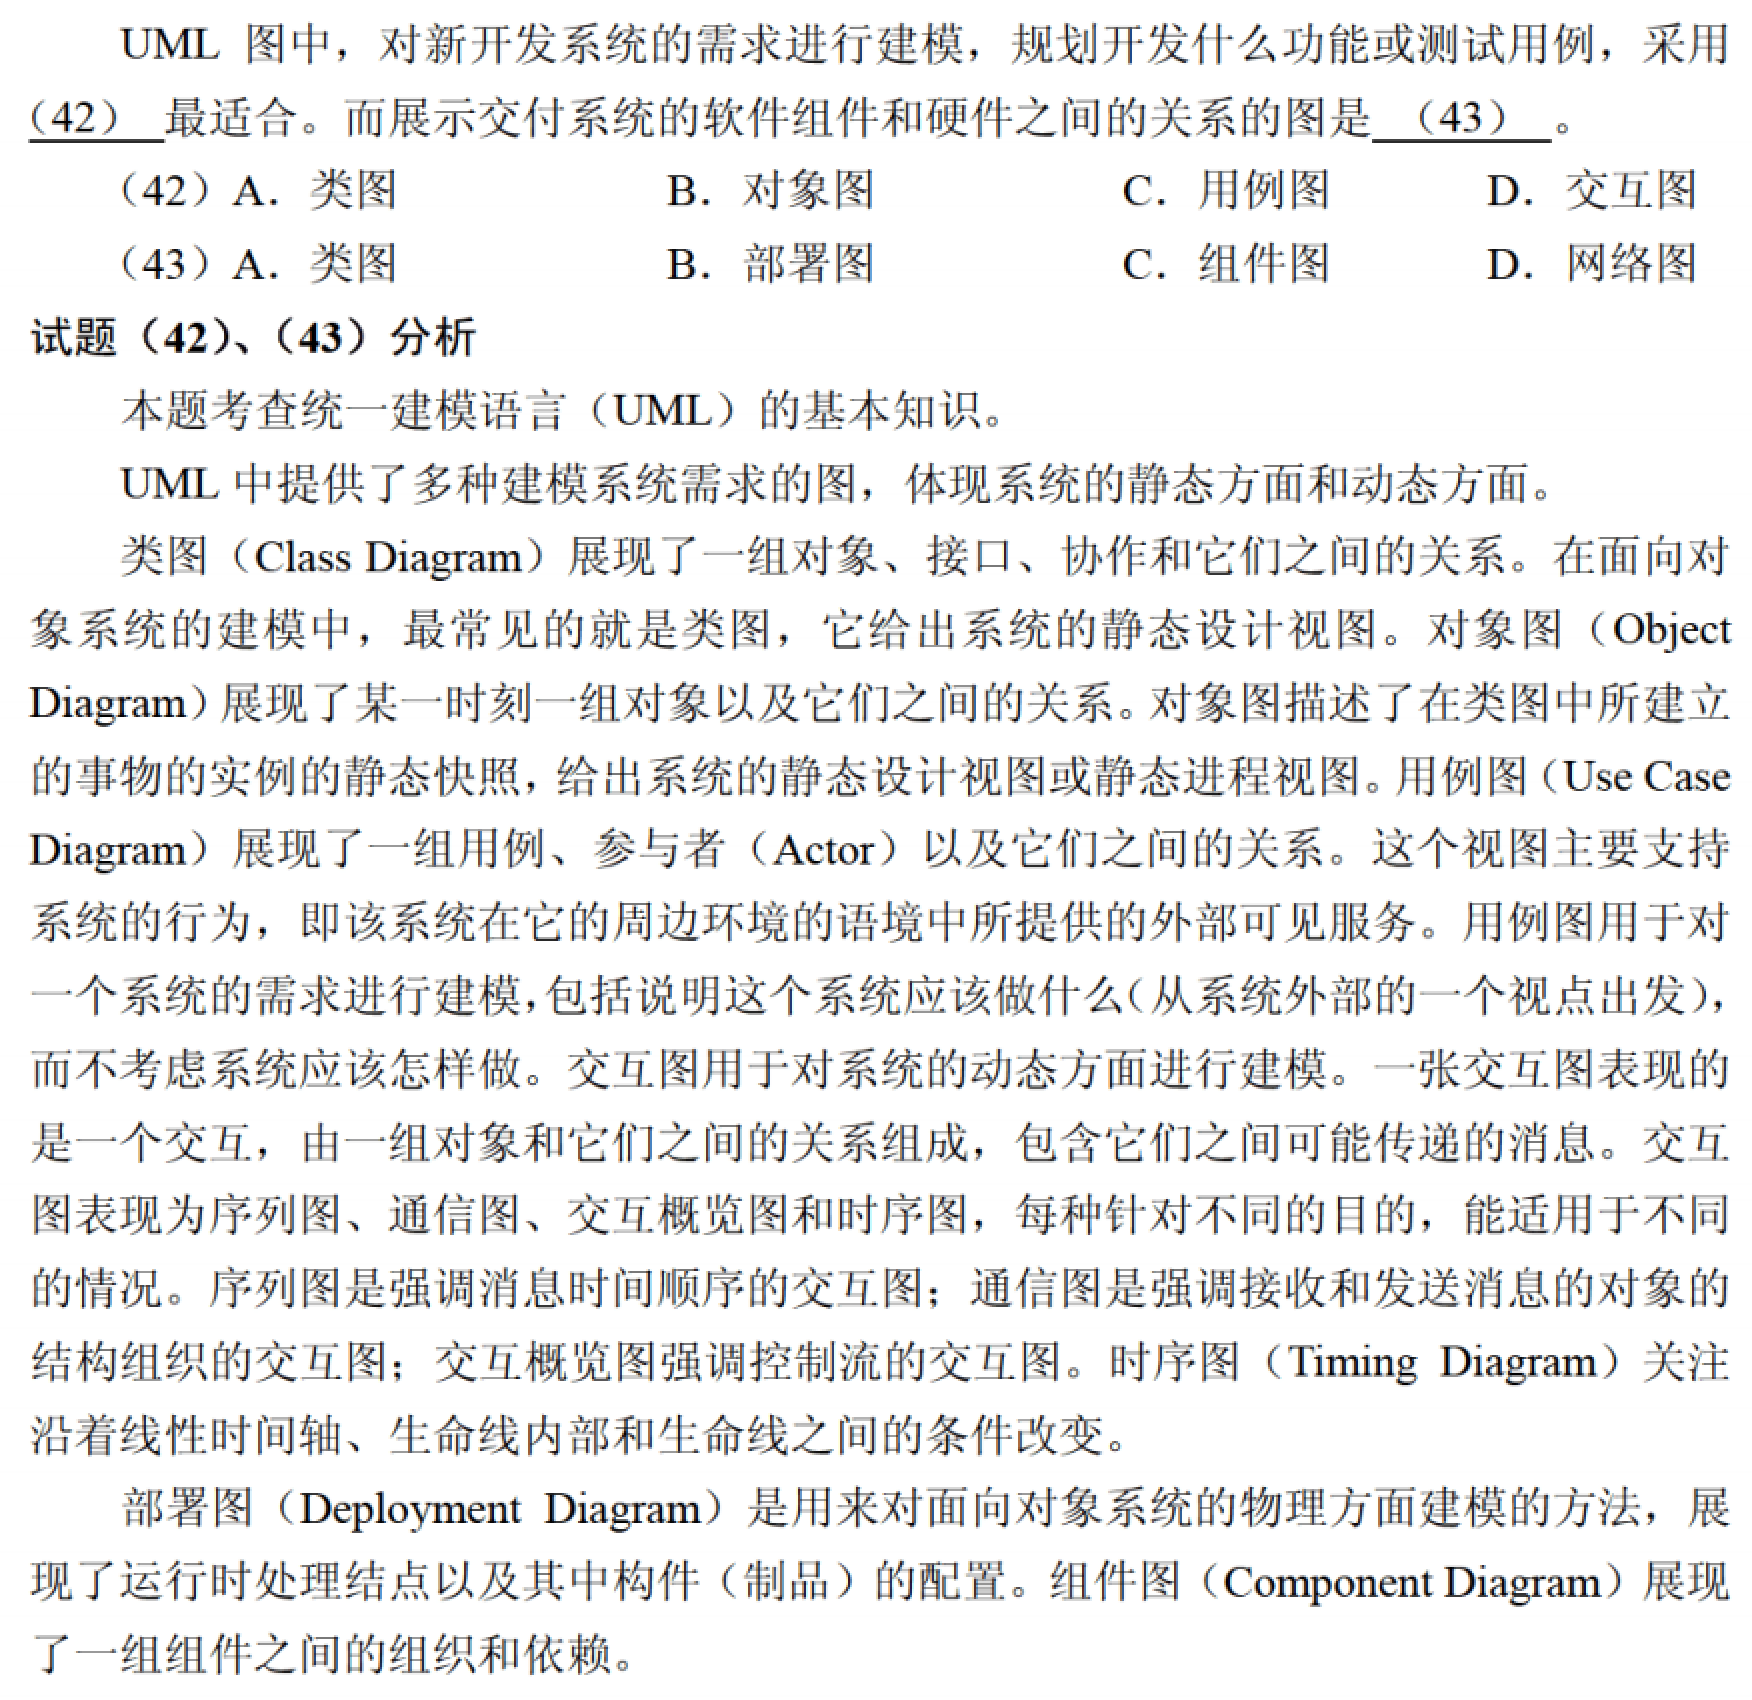 UML 图中，对新开发系统的需求进行建模，规划开发什么功能或测试用例，采用
（42） 最适合。而展示交付系统的软件组件和硬件之间的关系的图是 （43） 。
（42）A．类图 B．对象图 C．用例图 D．交互图
（43）A．类图 B．部署图 C．组件图 D．网络图
试题（42）、（43）分析
本题考查统一建模语言（UML）的基本知识。
UML 中提供了多种建模系统需求的图，体现系统的静态方面和动态方面。
类图（Class Diagram）展现了一组对象、接口、协作和它们之间的关系。在面向对
象系统的建模中，最常见的就是类图，它给出系统的静态设计视图。对象图（Object
Diagram）展现了某一时刻一组对象以及它们之间的关系。对象图描述了在类图中所建立
的事物的实例的静态快照，给出系统的静态设计视图或静态进程视图。用例图（Use Case
Diagram）展现了一组用例、参与者（Actor）以及它们之间的关系。这个视图主要支持
系统的行为，即该系统在它的周边环境的语境中所提供的外部可见服务。用例图用于对
一个系统的需求进行建模，包括说明这个系统应该做什么（从系统外部的一个视点出发），
而不考虑系统应该怎样做。交互图用于对系统的动态方面进行建模。一张交互图表现的
是一个交互，由一组对象和它们之间的关系组成，包含它们之间可能传递的消息。交互
图表现为序列图、通信图、交互概览图和时序图，每种针对不同的目的，能适用于不同
的情况。序列图是强调消息时间顺序的交互图；通信图是强调接收和发送消息的对象的
结构组织的交互图；交互概览图强调控制流的交互图。时序图（Timing Diagram）关注
沿着线性时间轴、生命线内部和生命线之间的条件改变。
部署图（Deployment Diagram）是用来对面向对象系统的物理方面建模的方法，展
现了运行时处理结点以及其中构件（制品）的配置。组件图（Component Diagram）展现
了一组组件之间的组织和依赖。